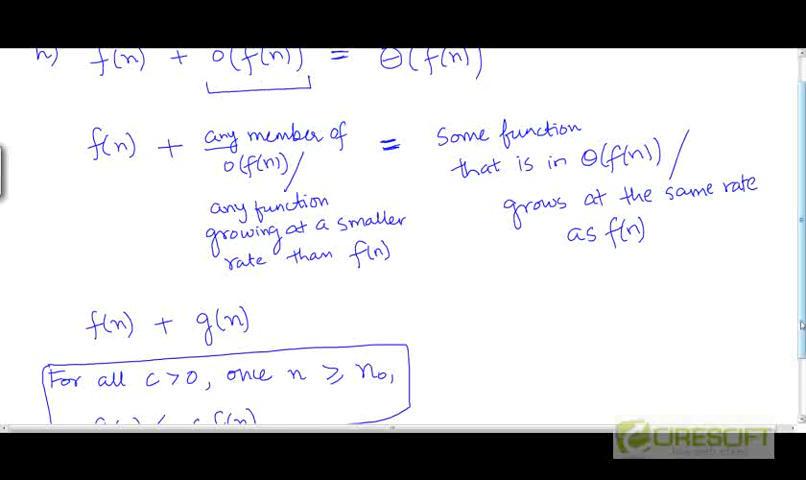 h) f(n) + o(f(n)) = Θ(f(n))
f(n) + any member of o(f(n)) / = Some function that is in Θ(f(n)) /
any function growing at a smaller rate than f(n)
grows at the same rate as f(n)
f(n) + g(n)
For all c>0, once n ≥ n₀,
c f(n)
CIRESOFT